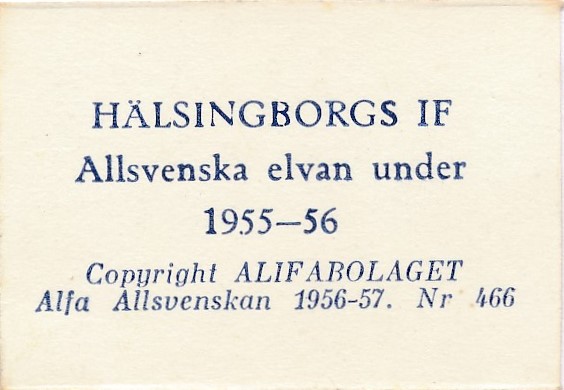 HÄLSINGBORGS IF
Allsvenska elvan under
1955—56
Copyright ALIFABOLAGET
Alfa Allsvenskan 1956-57. Nr 466